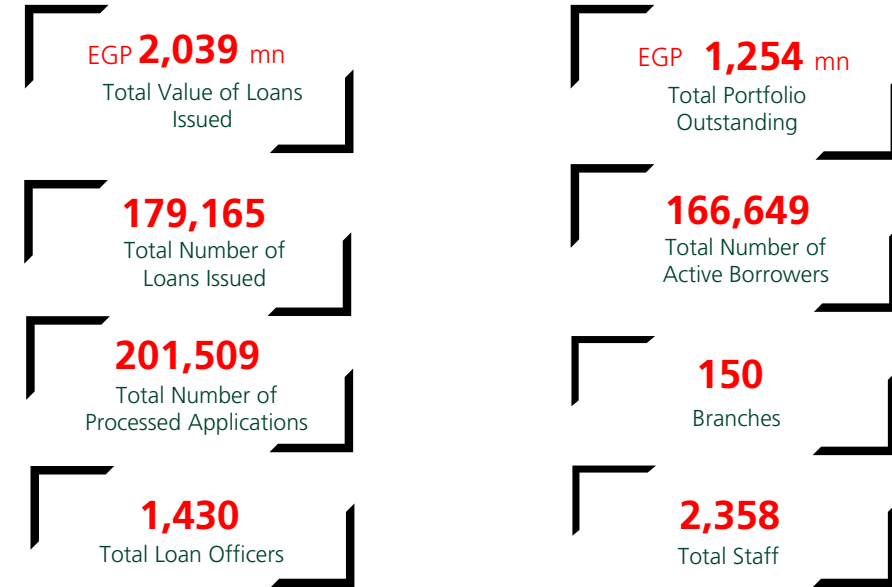 EGP 2,039 mn
Total Value of Loans
Issued
EGP 1,254 mn
Total Portfolio
Outstanding
179,165
Total Number of
Loans Issued
166,649
Total Number of
Active Borrowers
201,509
Total Number of
Processed Applications
150
Branches
1,430
Total Loan Officers
2,358
Total Staff